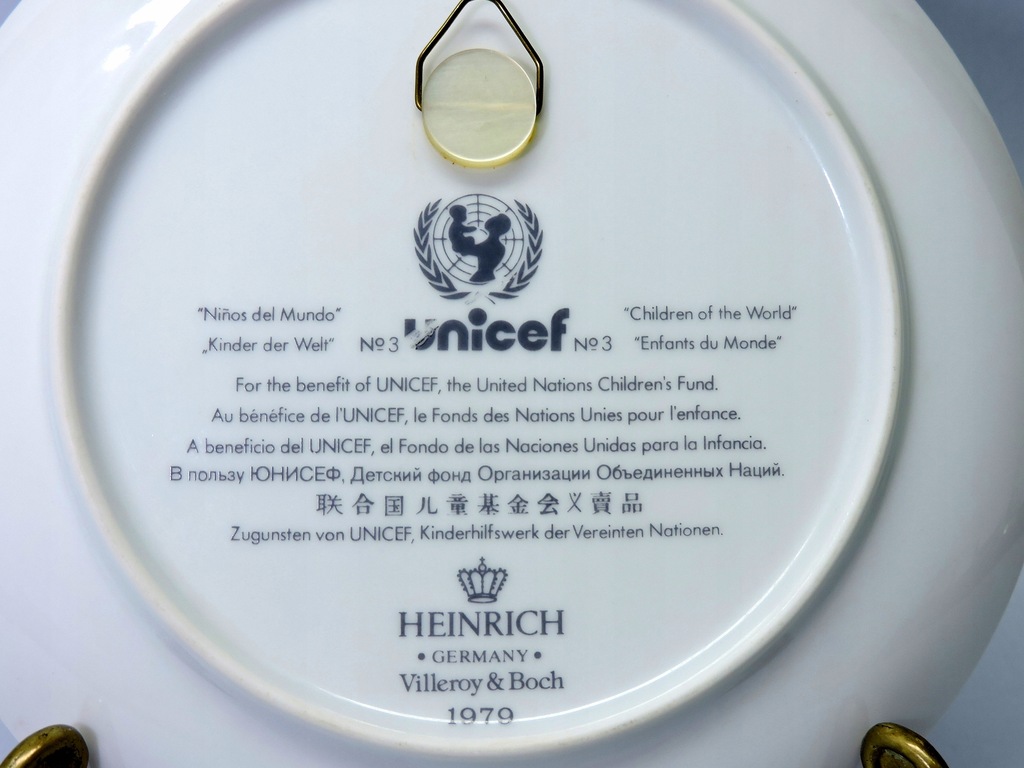 “Niños del Mundo” “Children of the World”
„Kinder der Welt” Nº3 unicef Nº3 “Enfants du Monde”
For the benefit of UNICEF, the United Nations Children's Fund.
Au bénéfice de l'UNICEF, le Fonds des Nations Unies pour l'enfance.
A beneficio del UNICEF, el Fondo de las Naciones Unidas para la Infancia.
В пользу ЮНИСЕФ, Детский фонд Организации Объединенных Наций.
联合国儿童基金会义賣品
Zugunsten von UNICEF, Kinderhilfswerk der Vereinten Nationen.
HEINRICH
• GERMANY •
Villeroy & Boch
1979